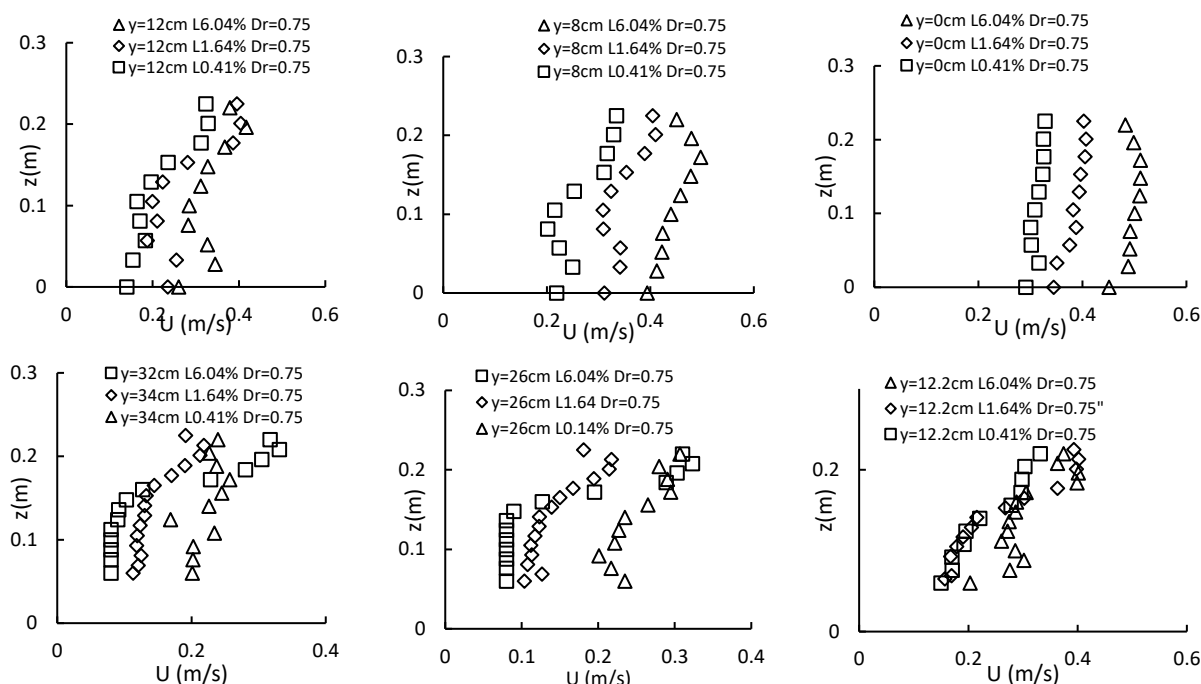 y=12cm L6.04% Dr=0.75
y=12cm L1.64% Dr=0.75
y=12cm L0.41% Dr=0.75
z(m)
0.3
0.2
0.1
0
0 0.2 0.4 0.6
U (m/s)
y=8cm L6.04% Dr=0.75
y=8cm L1.64% Dr=0.75
y=8cm L0.41% Dr=0.75
z(m)
0.3
0.2
0.1
0
0 0.2 0.4 0.6
U (m/s)
y=0cm L6.04% Dr=0.75
y=0cm L1.64% Dr=0.75
y=0cm L0.41% Dr=0.75
z(m)
0.3
0.2
0.1
0
0 0.2 0.4 0.6
U (m/s)
y=32cm L6.04% Dr=0.75
y=34cm L1.64% Dr=0.75
y=34cm L0.41% Dr=0.75
z(m)
0.3
0.2
0.1
0
0 0.2 0.4
U (m/s)
y=26cm L6.04% Dr=0.75
y=26cm L1.64 Dr=0.75
y=26cm L0.14% Dr=0.75
z(m)
0.3
0.2
0.1
0
0 0.1 0.2 0.3 0.4
U (m/s)
y=12.2cm L6.04% Dr=0.75
y=12.2cm L1.64% Dr=0.75"
y=12.2cm L0.41% Dr=0.75
z(m)
0.2
0
0 0.2 0.4 0.6
U (m/s)